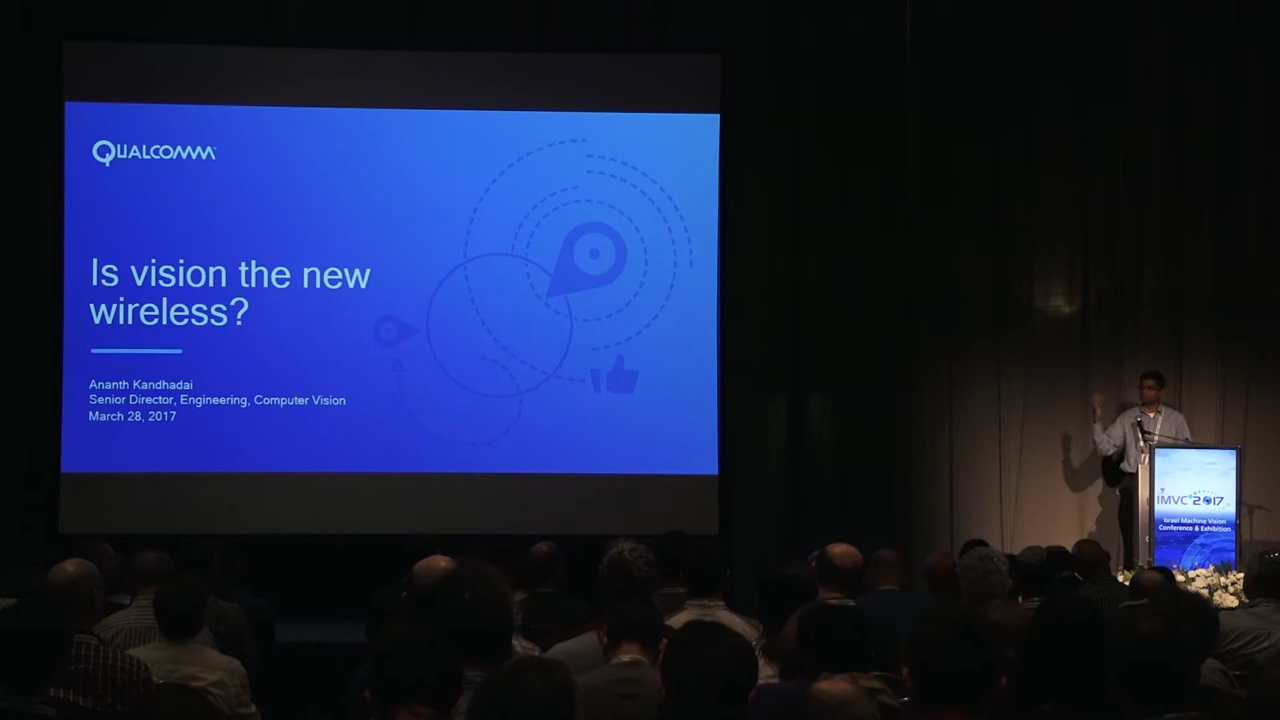 QUALCOMM
Is vision the new
wireless?
Ananth Kandhadai
Senior Director, Engineering, Computer Vision
March 28, 2017
IMVC 2017
Israel Machine Vision
Conference & Exhibition